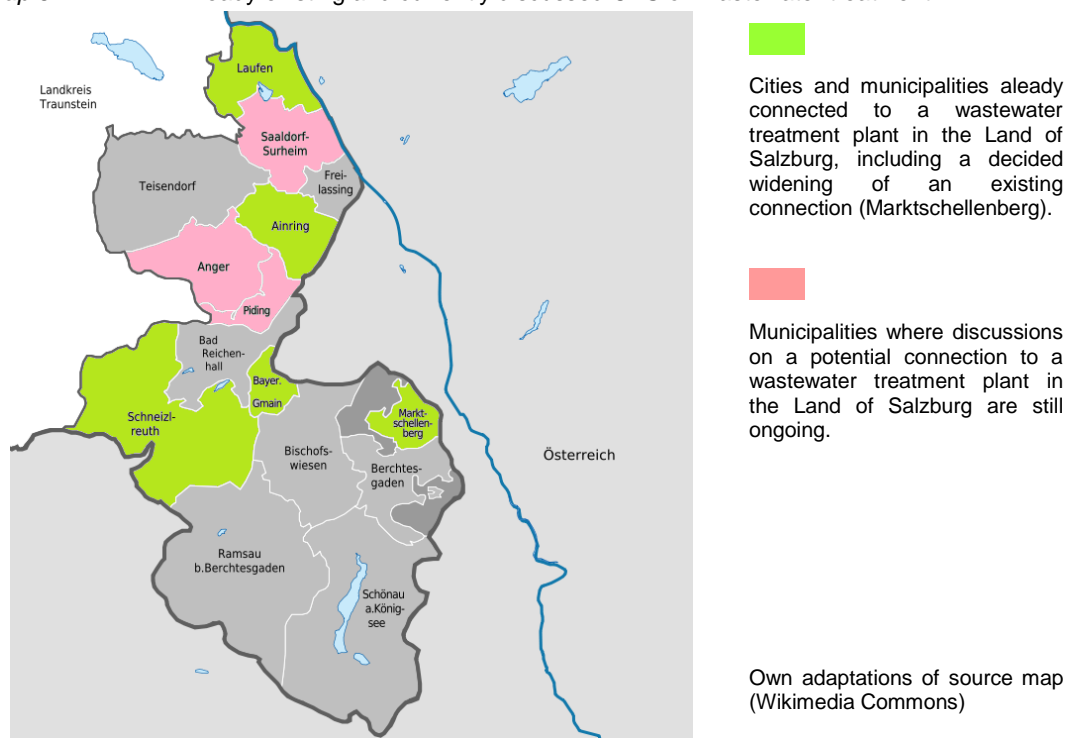 Landkreis
Traunstein
Laufen
Saaldorf-
Surheim
Teisendorf
Frei-
lassing
Ainring
Anger
Piding
Bad
Reichen-
hall
Bayer.
Gmain
Schneizl-
reuth
Markt-
schellen-
berg
Bischofs-
wiesen
Berchtes-
gaden
Österreich
Ramsau
b.Berchtesgaden
Schönau
a.König-
see
Cities and municipalities aleady
connected to a wastewater
treatment plant in the Land of
Salzburg, including a decided
widening of an existing
connection (Marktschellenberg).
Municipalities where discussions
on a potential connection to a
wastewater treatment plant in
the Land of Salzburg are still
ongoing.
Own adaptations of source map
(Wikimedia Commons)